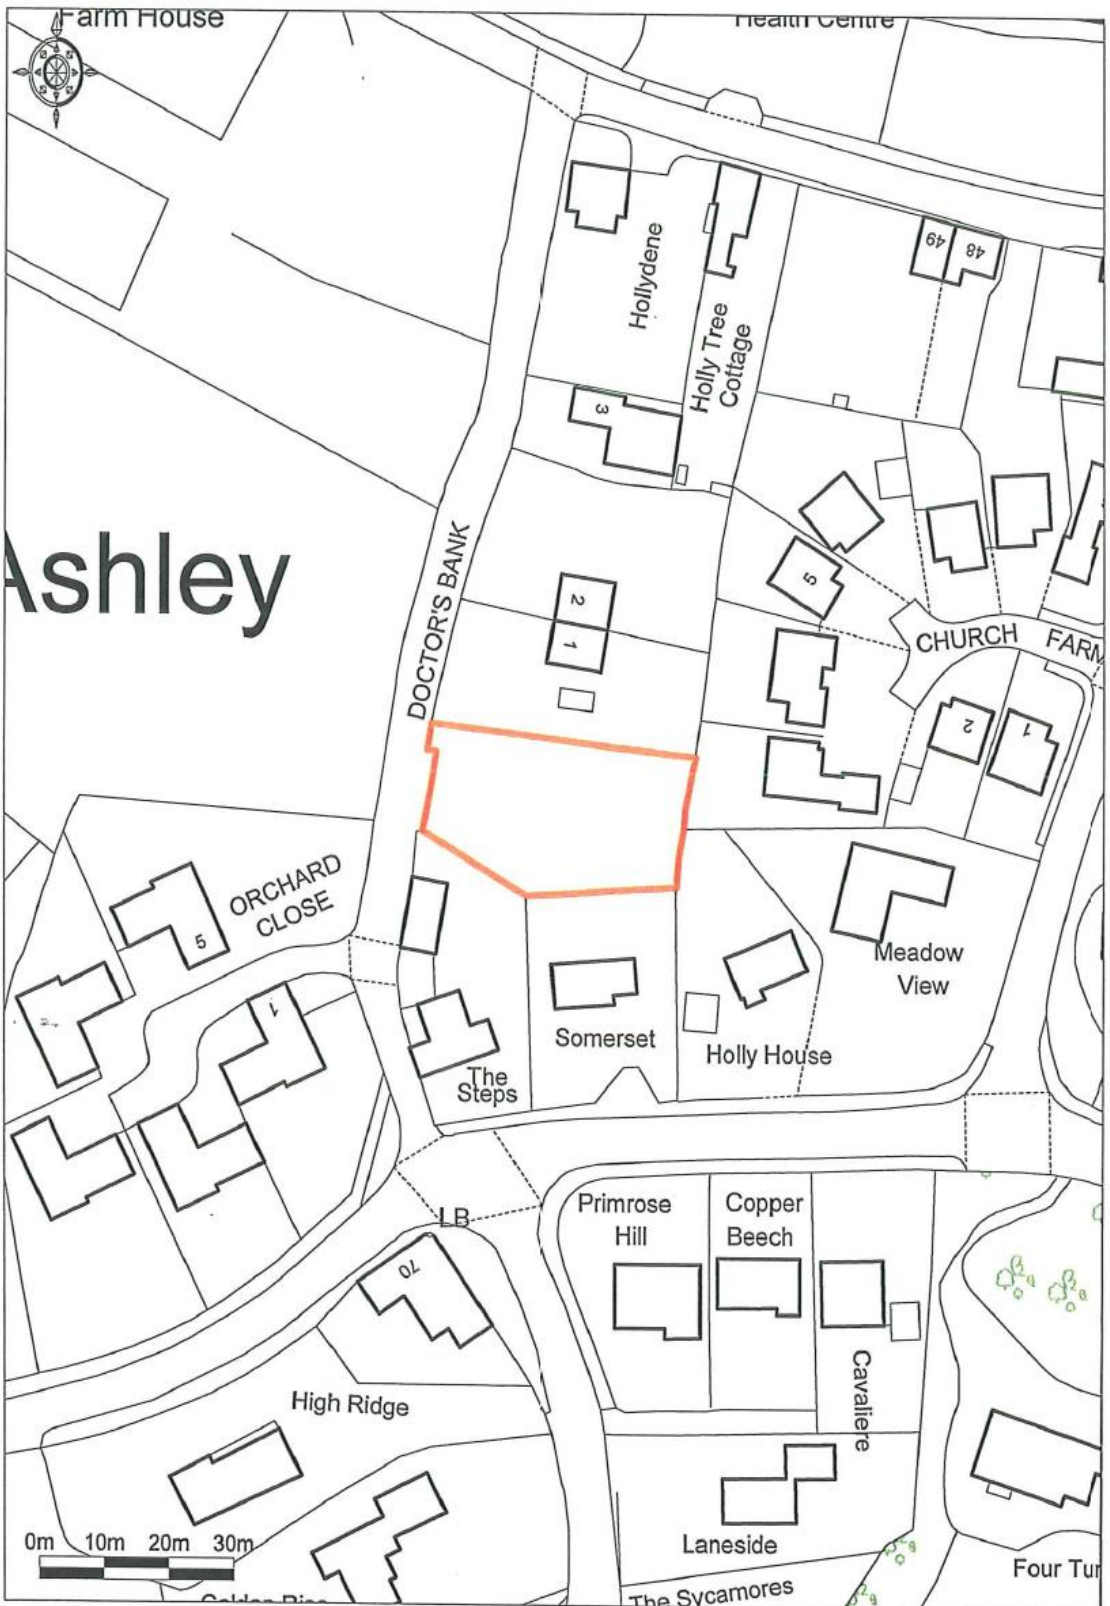 Farm House
Health Centre
Hollydene
Holly Tree
Cottage
49
48
3
Ashley
DOCTOR'S BANK
2
1
5
CHURCH FARM
2
1
ORCHARD
CLOSE
5
1
Meadow
View
Somerset
Holly House
The
Steps
LB
Primrose
Hill
Copper
Beech
70
Cavaliere
High Ridge
Laneside
0m 10m 20m 30m
Four Tur
The Sycamores